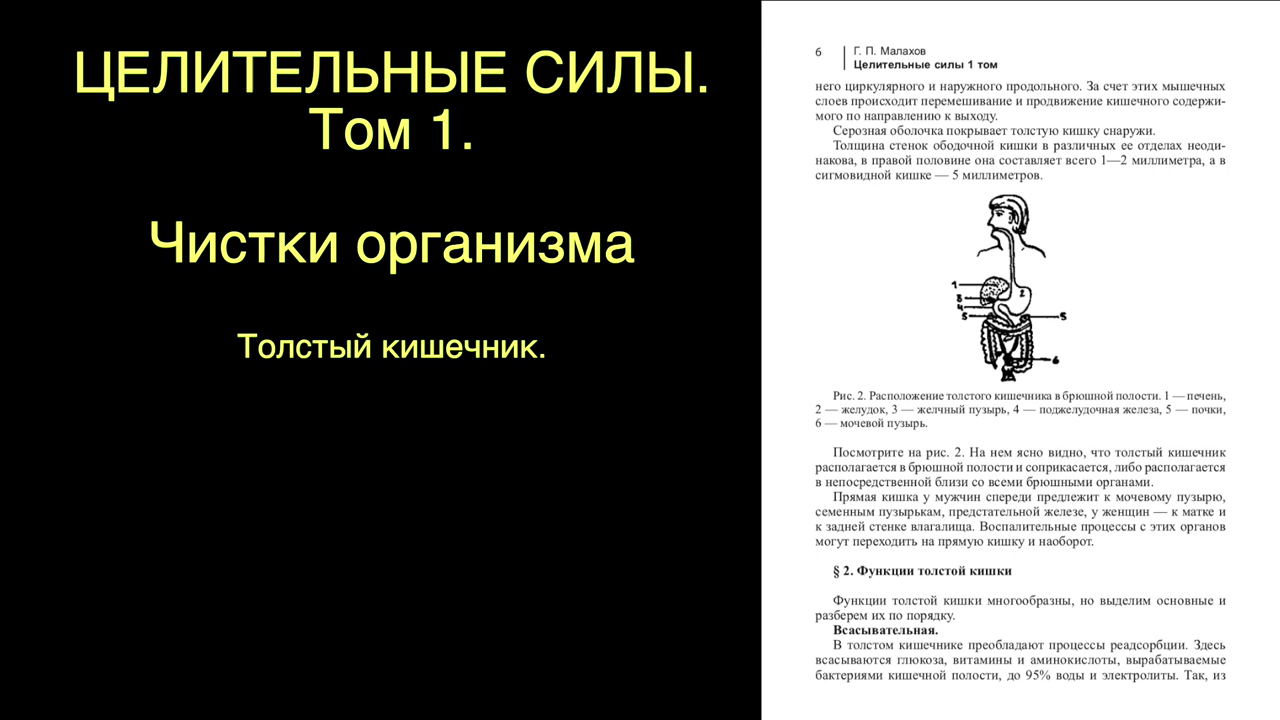 ЦЕЛИТЕЛЬНЫЕ СИЛЫ.
Том 1.
Чистки организма
Толстый кишечник.
6
Г. П. Малахов
Целительные силы 1 том
него циркулярного и наружного продольного. За счет этих мышечных
слоев происходит перемешивание и продвижение кишечного содержи-
мого по направлению к выходу.
Серозная оболочка покрывает толстую кишку снаружи.
Толщина стенок ободочной кишки в различных ее отделах неоди-
накова, в правой половине она составляет всего 1—2 миллиметра, а в
сигмовидной кишке — 5 миллиметров.
1
2
3
4
5
5
6
Рис. 2. Расположение толстого кишечника в брюшной полости. 1 — печень,
2 — желудок, 3 — желчный пузырь, 4 — поджелудочная железа, 5 — почки,
6 — мочевой пузырь.
Посмотрите на рис. 2. На нем ясно видно, что толстый кишечник
располагается в брюшной полости и соприкасается, либо располагается
в непосредственной близи со всеми брюшными органами.
Прямая кишка у мужчин спереди предлежит к мочевому пузырю,
семенным пузырькам, предстательной железе, у женщин — к матке и
к задней стенке влагалища. Воспалительные процессы с этих органов
могут переходить на прямую кишку и наоборот.
§ 2. Функции толстой кишки
Функции толстой кишки многообразны, но выделим основные и
разберем их по порядку.
Всасывательная.
В толстом кишечнике преобладают процессы реадсорбции. Здесь
всасываются глюкоза, витамины и аминокислоты, вырабатываемые
бактериями кишечной полости, до 95% воды и электролиты. Так, из